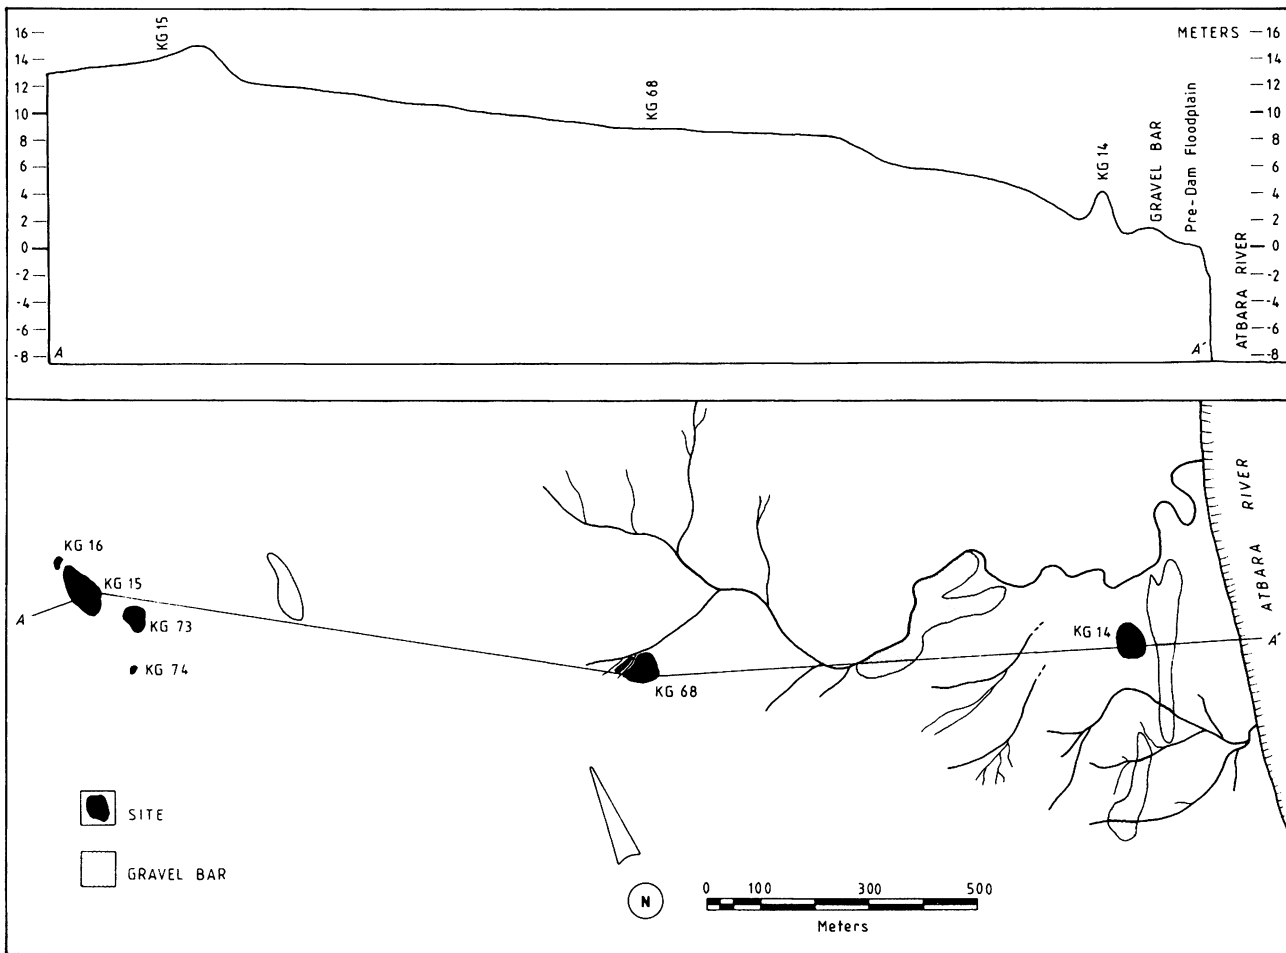 16
14
12
10
8
6
4
2
0
-2
-4
-6
-8
KG 15
KG 68
KG 14
GRAVEL BAR
Pre-Dam Floodplain
METERS
16
14
12
10
8
6
4
2
0
-2
-4
-6
-8
ATBARA RIVER
A
A'
KG 16
KG 15
KG 73
KG 74
A
KG 68
KG 14
A'
ATBARA RIVER
SITE
GRAVEL BAR
N
0 100 300 500
Meters